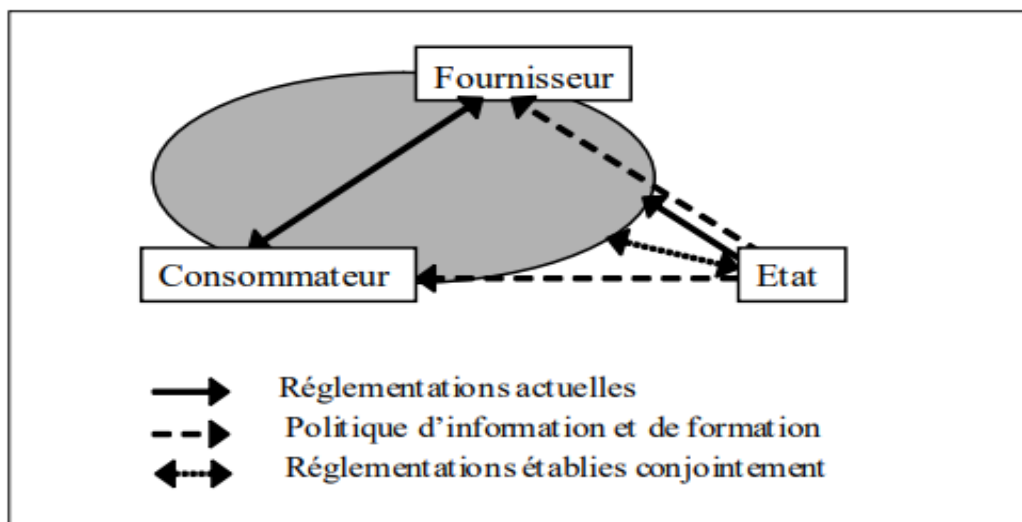 Fournisseur
Consommateur
Etat
Réglementations actuelles
Politique d'information et de formation
Réglementations établies conjointement